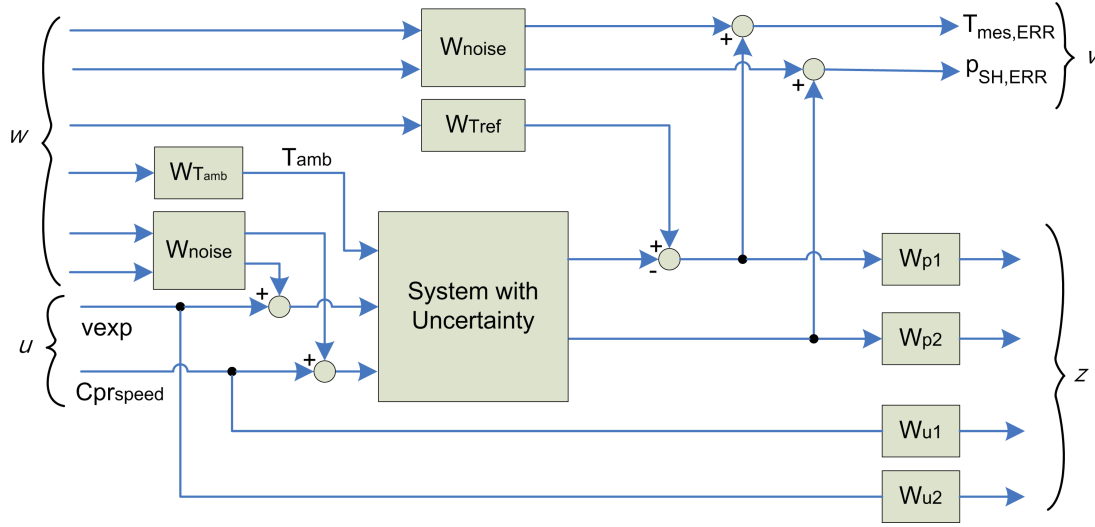 w
Wnoise
+
Tmes,ERR
v
+
pSH,ERR
WTref
WTamb
Tamb
Wnoise
+
-
Wp1
System with
Uncertainty
+
u
vexp
Wp2
+
Cprspeed
z
Wu1
Wu2